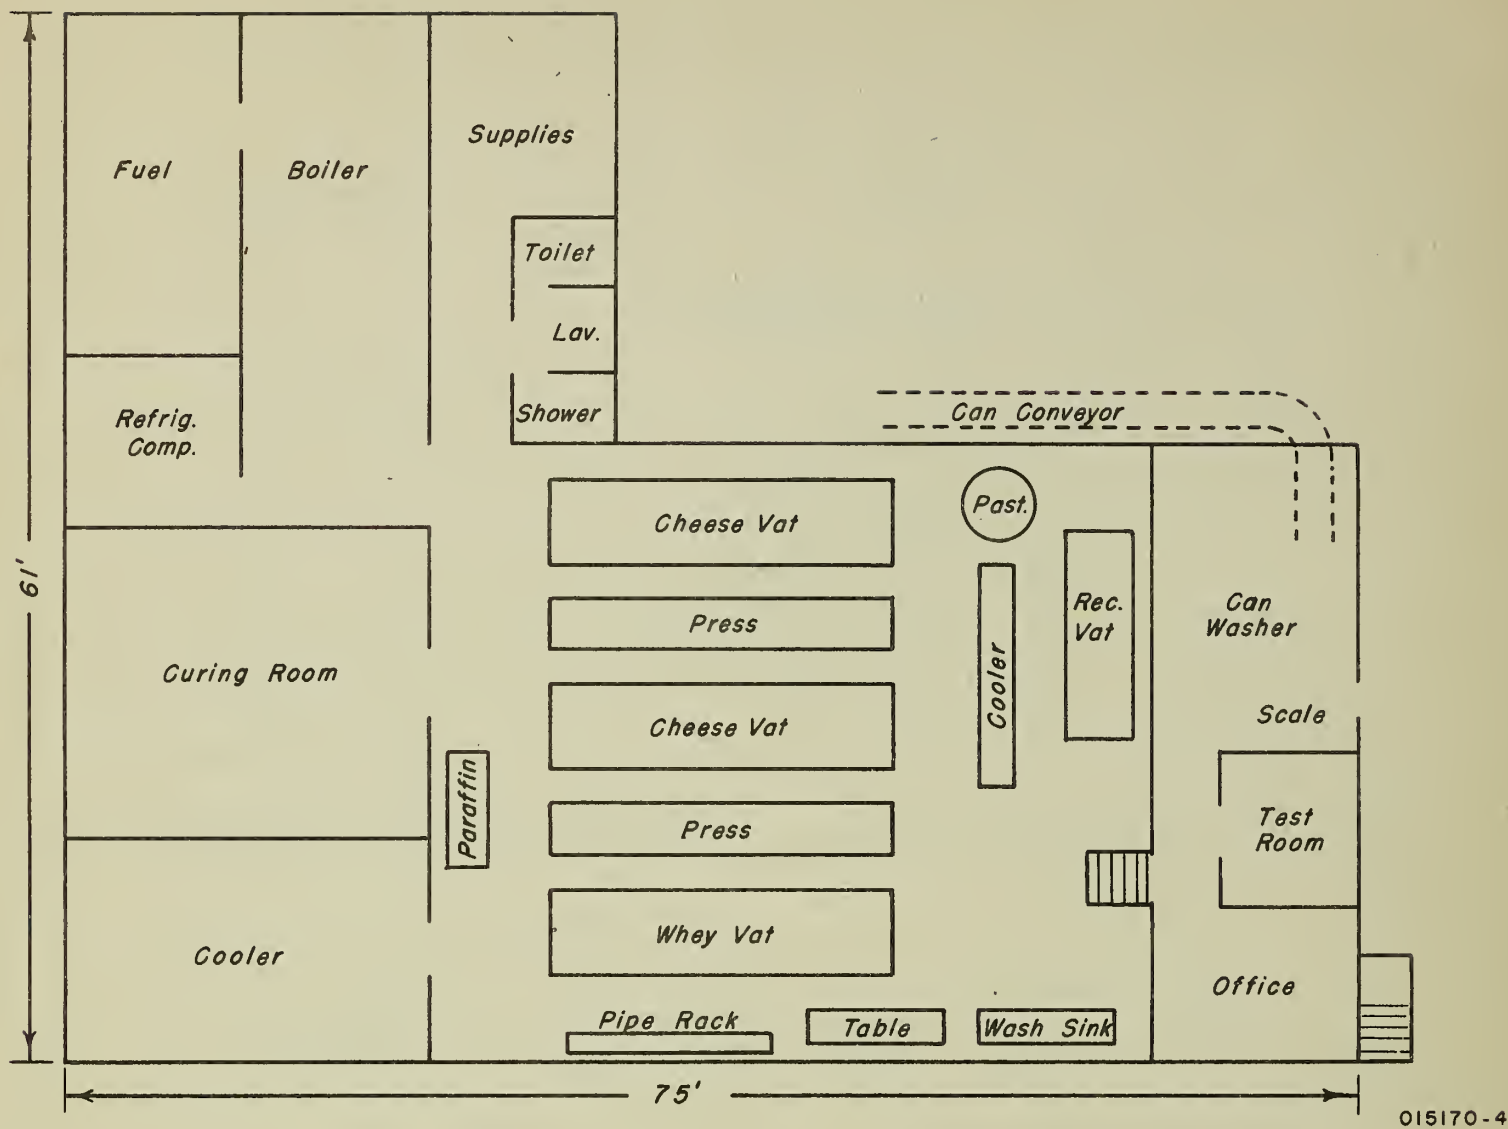 Supplies
Fuel
Boiler
Toilet
Lav.
Shower
Refrig.
Comp.
Can Conveyor
Cheese Vat
Past.
Press
Rec.
Vat
Can
Washer
61'
Curing Room
Cooler
Cheese Vat
Scale
Paraffin
Press
Test
Room
Whey Vat
Cooler
Office
Pipe Rack
Table
Wash Sink
75'
015170-4